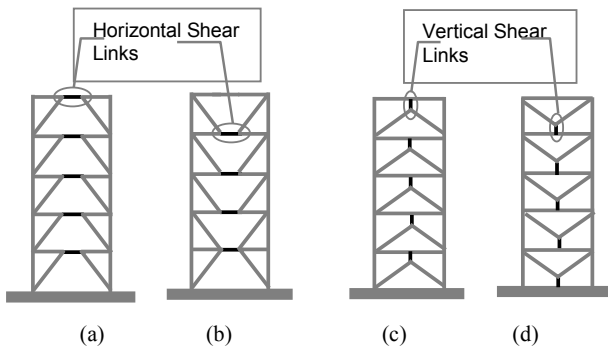 Horizontal Shear
Links
Vertical Shear
Links
(a)
(b)
(c)
(d)